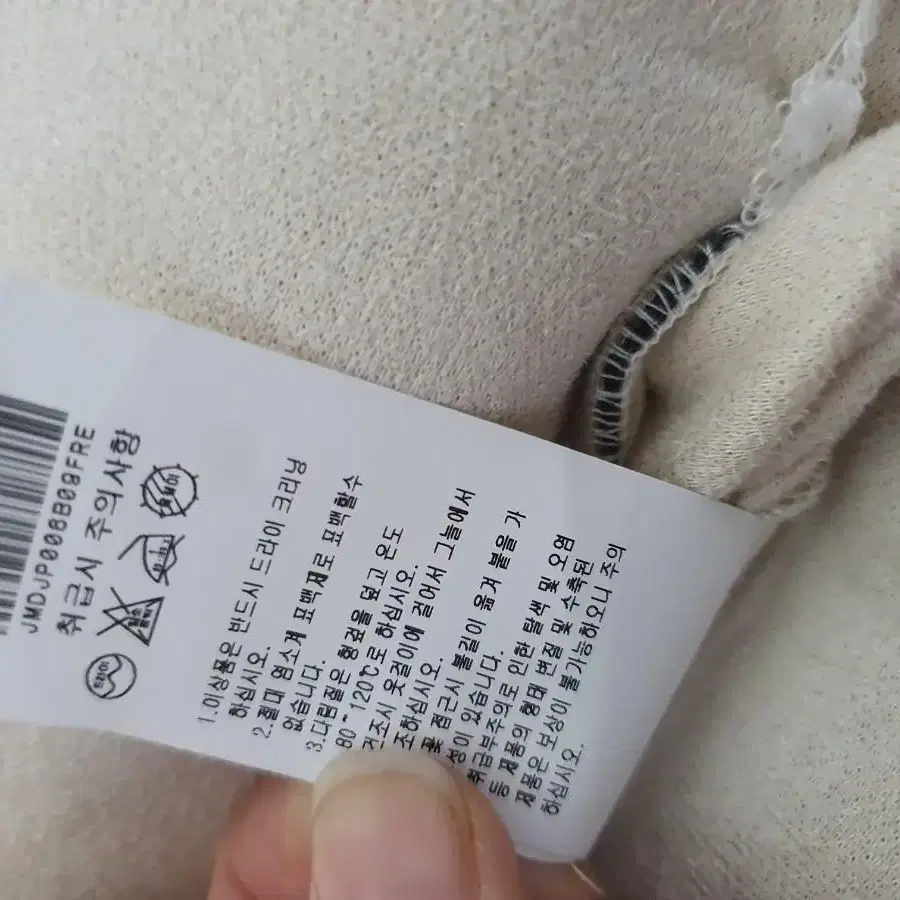 JMDJP008B09FRE
취급시 주의사항
드라이
1.이상품은 반드시 드라이 크리닝
하십시오.
2.절대 염소계 표백제로 표백할수
없습니다.
3.다림질은 헝겊을 덮고 온도
80~120℃로 하십시오.
건조시 옷걸이에 걸어서 그늘에서
조하십시오.
꽃 접근시 불길이 옮겨 붙을 가
성이 있습니다.
취급부주의로 인한 탈색 및 오염
등 제품의 형태 변질 및 수축된
제품은 보상이 불가능하오니 주의
하십시오.